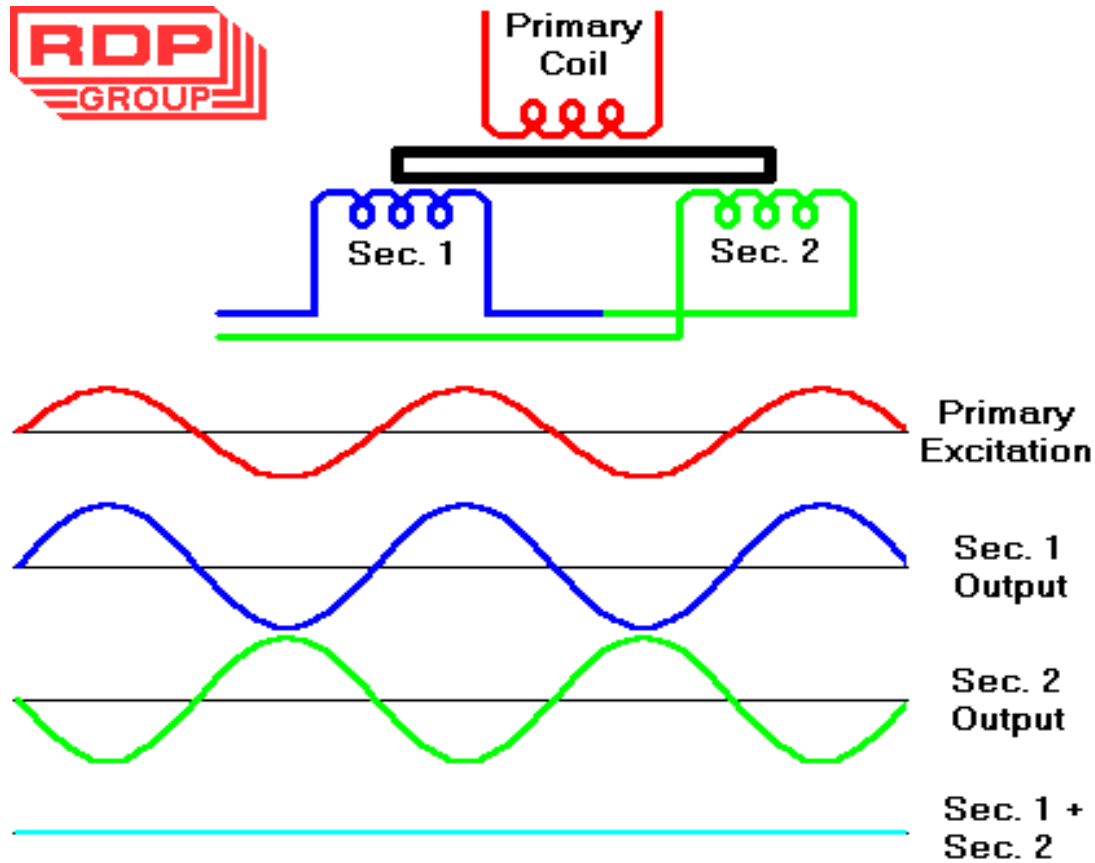 RDP
GROUP
Primary
Coil
Sec. 1
Sec. 2
Primary
Excitation
Sec. 1
Output
Sec. 2
Output
Sec. 1 +
Sec. 2